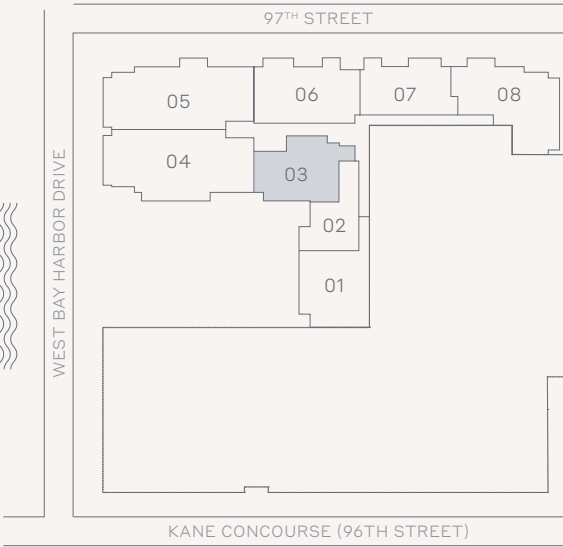 97TH STREET
05
06
07
08
04
03
02
01
WEST BAY HARBOR DRIVE
KANE CONCOURSE (96TH STREET)